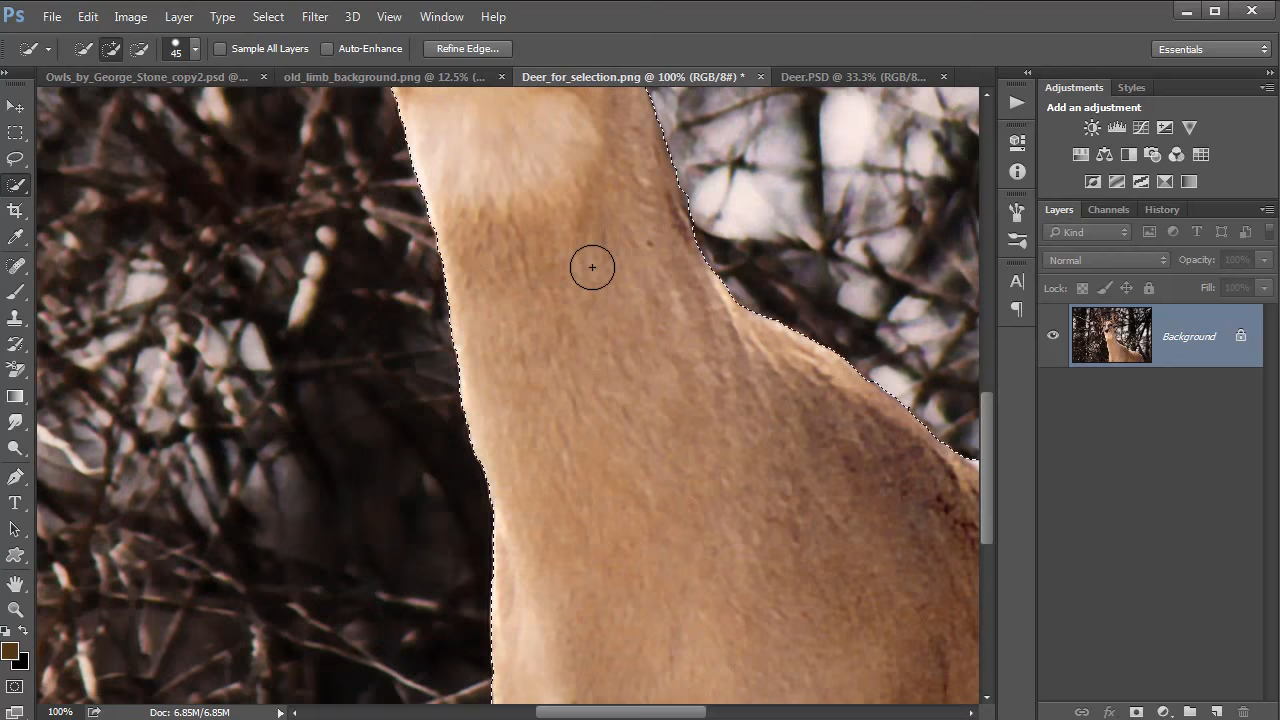 Ps File Edit Image Layer Type Select Filter 3D View Window Help
45 Sample All Layers Auto-Enhance Refine Edge... Essentials
Owls_by_George_Stone_copy2.psd @... old_limb_background.png @ 12.5% (... Deer_for_selection.png @ 100% (RGB/8#) * Deer.PSD @ 33.3% (RGB/8...
Adjustments Styles
Add an adjustment
Layers Channels History
Kind
Normal Opacity: 100%
Lock: Fill: 100%
Background
100% Doc: 6.85M/6.85M